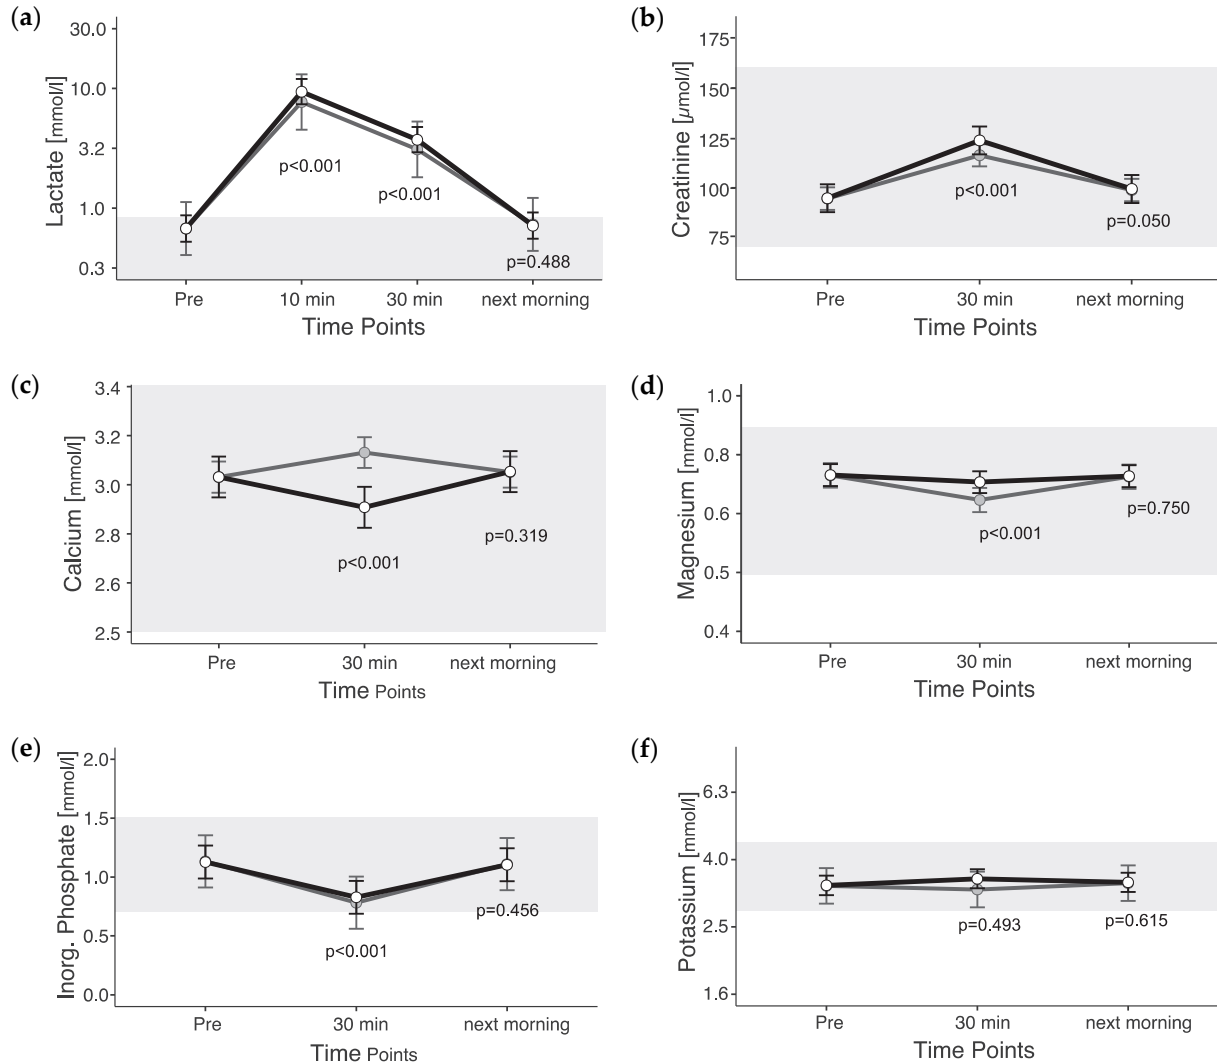 (a)
30.0
10.0
3.2
1.0
0.3
Lactate [mmol/l]
p<0.001
p<0.001
p=0.488
Pre
10 min
30 min
next morning
Time Points
(b)
175
150
125
100
75
Creatinine [µmol/l]
p<0.001
p=0.050
Pre
30 min
next morning
Time Points
(c)
3.4
3.2
3.0
2.8
2.6
2.5
Calcium [mmol/l]
p<0.001
p=0.319
Pre
30 min
next morning
Time Points
(d)
1.0
0.8
0.6
0.5
0.4
Magnesium [mmol/l]
p<0.001
p=0.750
Pre
30 min
next morning
Time Points
(e)
2.0
1.5
1.0
0.5
0.0
Inorg. Phosphate [mmol/l]
p<0.001
p=0.456
Pre
30 min
next morning
Time Points
(f)
6.3
4.0
2.5
1.6
Potassium [mmol/l]
p=0.493
p=0.615
Pre
30 min
next morning
Time Points